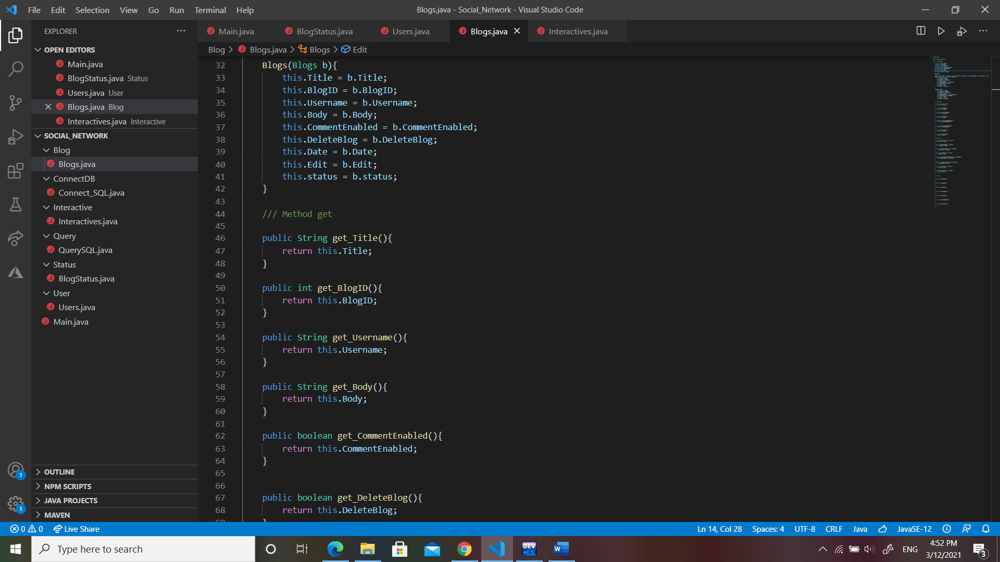 File Edit Selection View Go Run Terminal Help
Blogs.java - Social_Network - Visual Studio Code
EXPLORER
OPEN EDITORS
Main.java
BlogStatus.java Status
Users.java User
Blogs.java Blog
Interactives.java Interactive
SOCIAL_NETWORK
Blog
Blogs.java
ConnectDB
Connect_SQL.java
Interactive
Interactives.java
Query
QuerySQL.java
Status
BlogStatus.java
User
Users.java
Main.java
OUTLINE
NPM SCRIPTS
JAVA PROJECTS
MAVEN
1
1
Main.java BlogStatus.java Users.java Blogs.java Interactives.java
Blog > Blogs.java > Blogs > Edit
32 Blogs(Blogs b){
33 this.Title = b.Title;
34 this.BlogID = b.BlogID;
35 this.Username = b.Username;
36 this.Body = b.Body;
37 this.CommentEnabled = b.CommentEnabled;
38 this.DeleteBlog = b.DeleteBlog;
39 this.Date = b.Date;
40 this.Edit = b.Edit;
41 this.status = b.status;
42 }
43
44 /// Method get
45
46 public String get_Title(){
47 return this.Title;
48 }
49
50 public int get_BlogID(){
51 return this.BlogID;
52 }
53
54 public String get_Username(){
55 return this.Username;
56 }
57
58 public String get_Body(){
59 return this.Body;
60 }
61
62 public boolean get_CommentEnabled(){
63 return this.CommentEnabled;
64 }
65
66
67 public boolean get_DeleteBlog(){
68 return this.DeleteBlog;
69 }
0 0 Live Share
Ln 14, Col 28 Spaces: 4 UTF-8 CRLF Java JavaSE-12
Type here to search
DEV C++
W
ENG
4:52 PM
3/12/2021
3